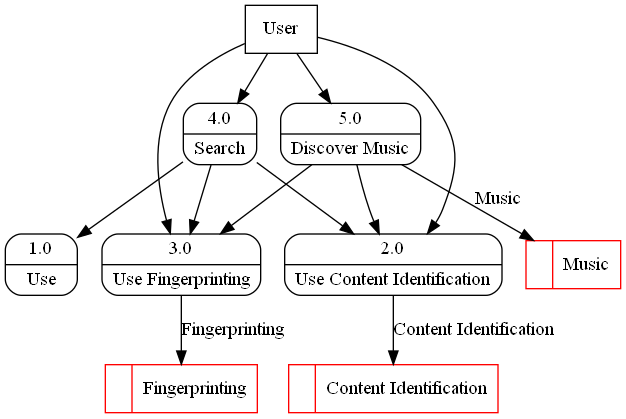 User
4.0
Search
5.0
Discover Music
Music
1.0
Use
3.0
Use Fingerprinting
2.0
Use Content Identification
Music
Fingerprinting
Content Identification
Fingerprinting
Content Identification